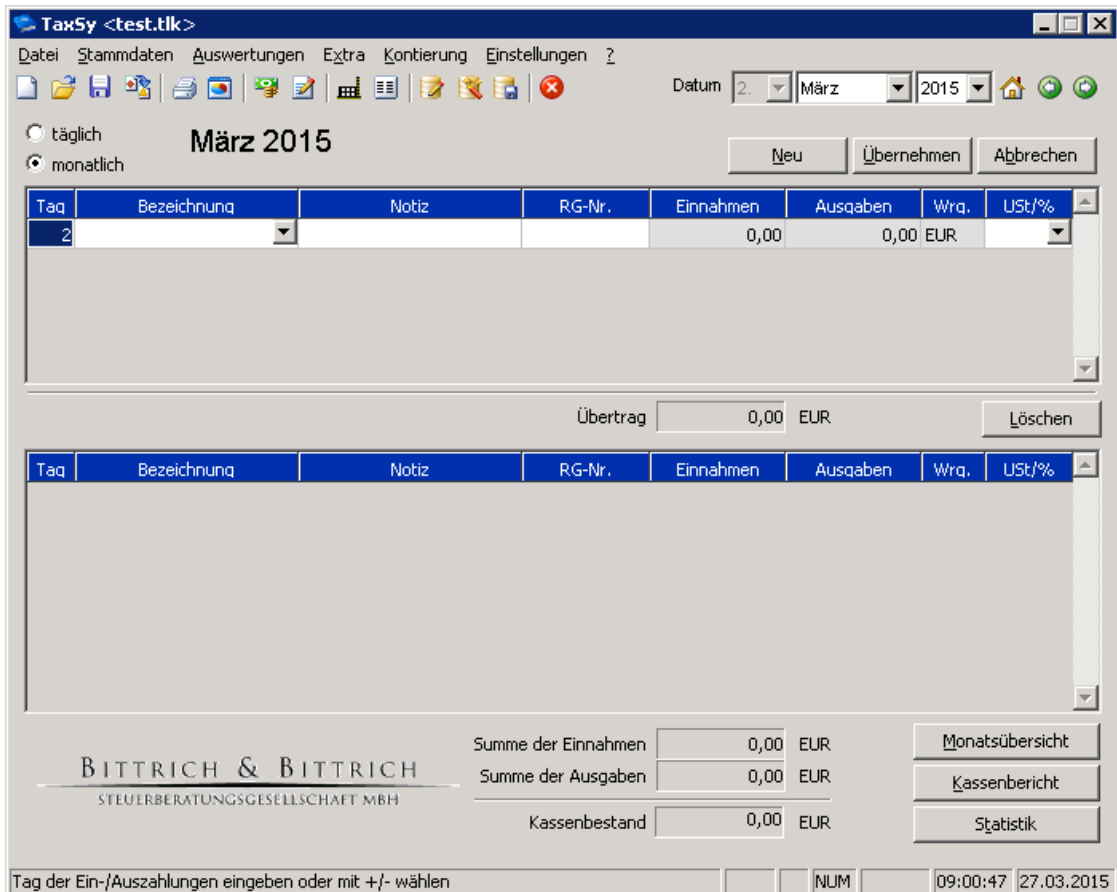 TaxSy <test.tlk>
Datei Stammdaten Auswertungen Extra Kontierung Einstellungen ?
Datum 2. März 2015
täglich
monatlich
März 2015
Neu Übernehmen Abbrechen
Tag Bezeichnung Notiz RG-Nr. Einnahmen Ausgaben Wrg. USt/%
2 0,00 0,00 EUR
Übertrag 0,00 EUR Löschen
Tag Bezeichnung Notiz RG-Nr. Einnahmen Ausgaben Wrg. USt/%
Summe der Einnahmen 0,00 EUR Monatsübersicht
BITTRICH & BITTRICH
STEUERBERATUNGSGESELLSCHAFT MBH
Summe der Ausgaben 0,00 EUR Kassenbericht
Kassenbestand 0,00 EUR Statistik
Tag der Ein-/Auszahlungen eingeben oder mit +/- wählen NUM 09:00:47 27.03.2015